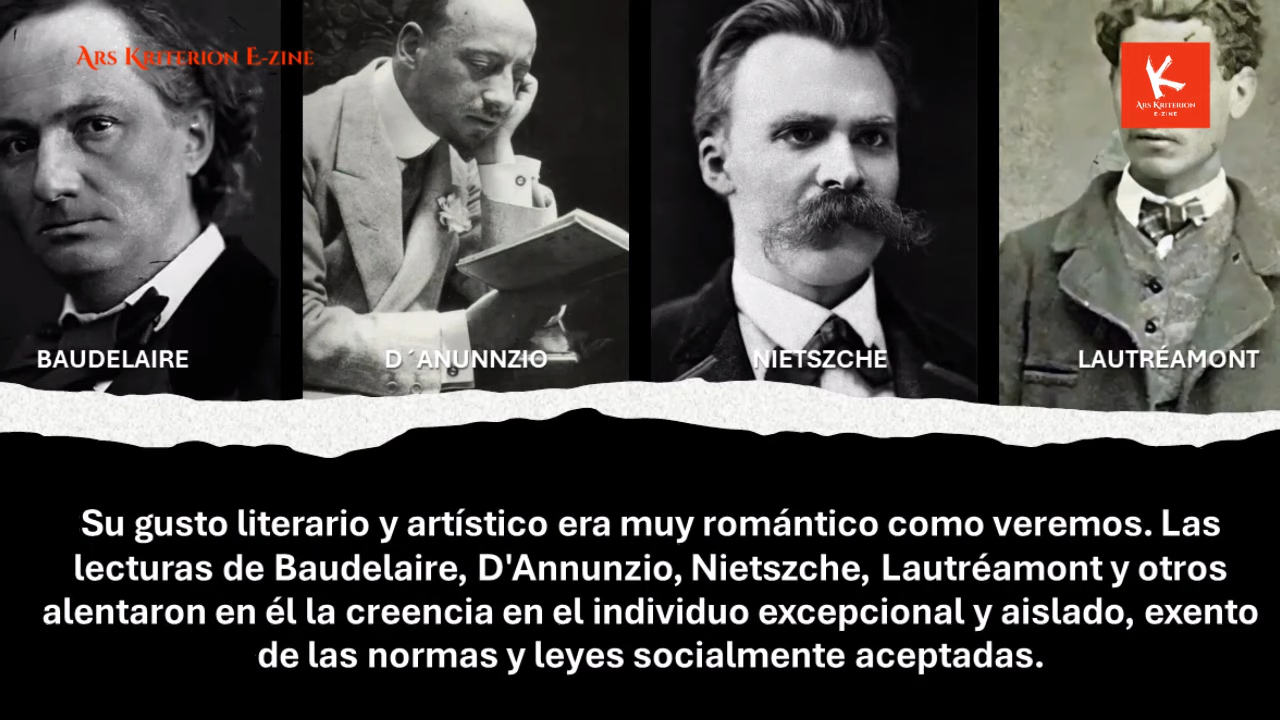 Ars Kriterion E-zine
Ars Kriterion
E-zine
BAUDELAIRE
D´ANUNNZIO
NIETSZCHE
LAUTRÉAMONT
Su gusto literario y artístico era muy romántico como veremos. Las
lecturas de Baudelaire, D'Annunzio, Nietszche, Lautréamont y otros
alentaron en él la creencia en el individuo excepcional y aislado, exento
de las normas y leyes socialmente aceptadas.